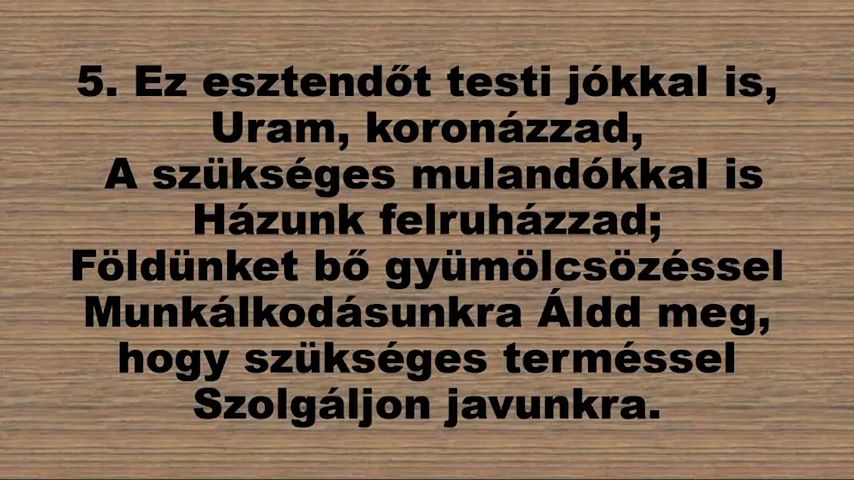 5. Ez esztendőt testi jókkal is,
Uram, koronázzad,
A szükséges mulandókkal is
Házunk felruházzad;
Földünket bő gyümölcsözéssel
Munkálkodásunkra Áldd meg,
hogy szükséges terméssel
Szolgáljon javunkra.